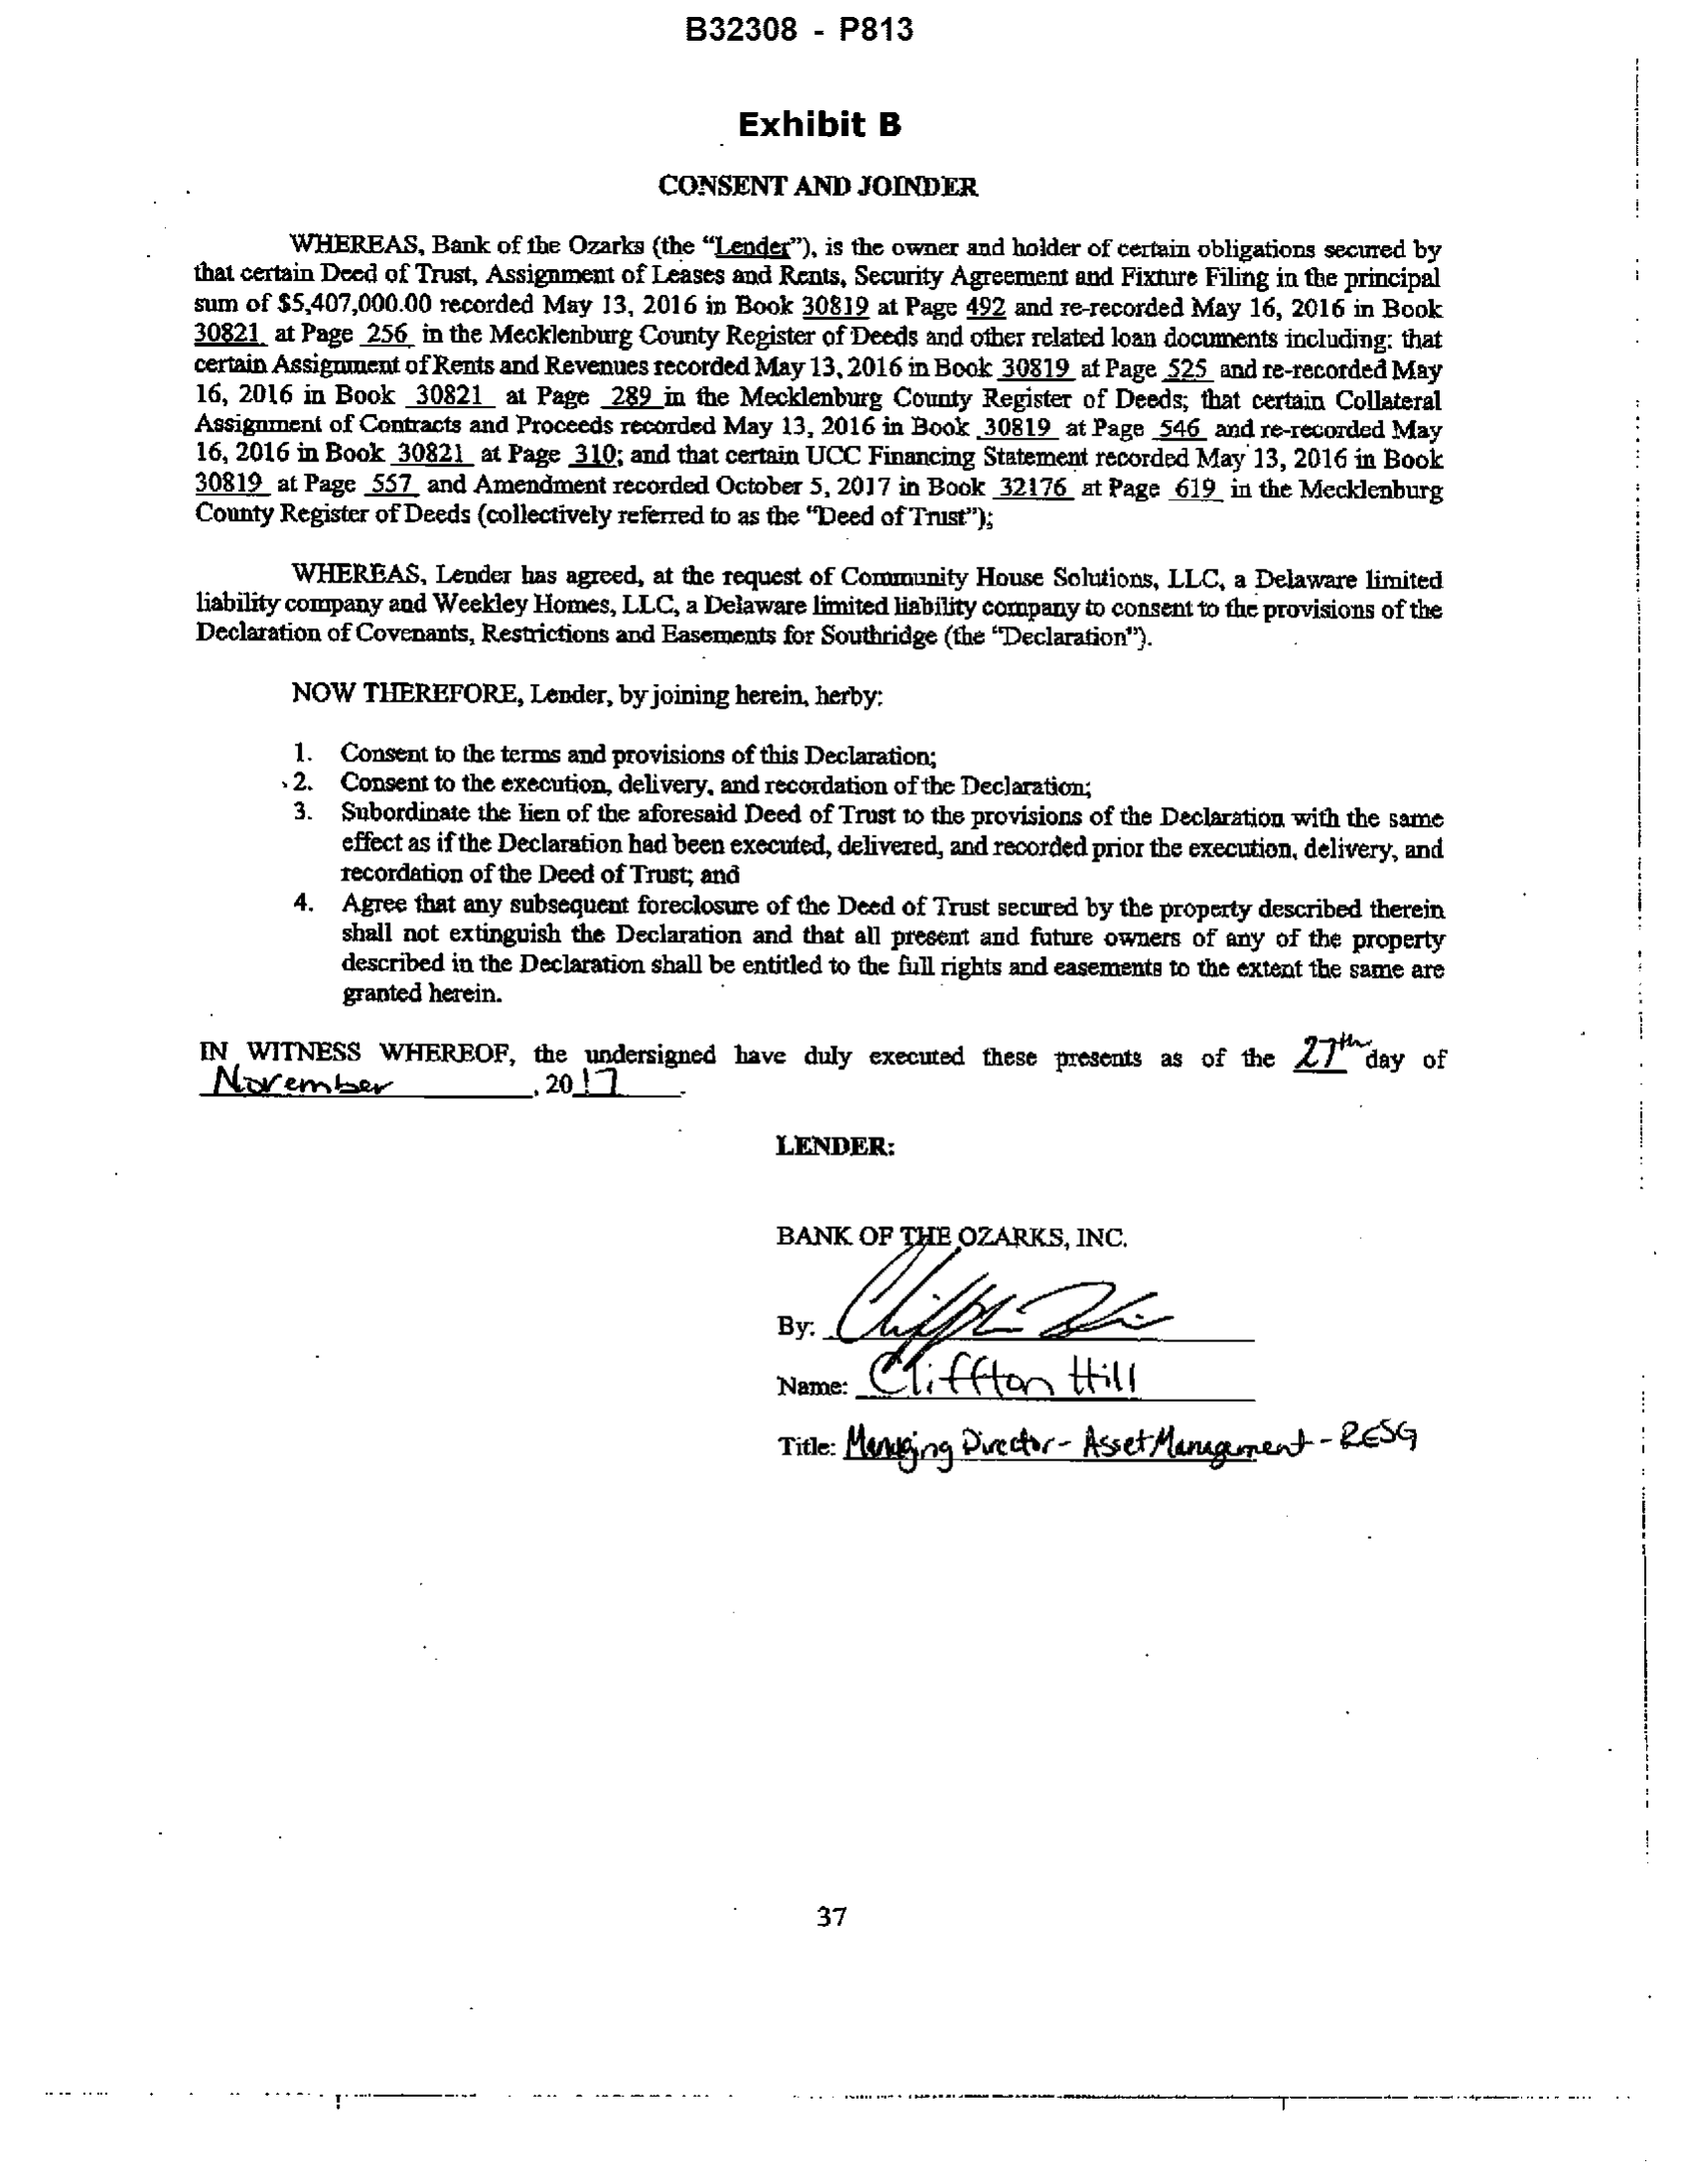 B32308 - P813
Exhibit B
CONSENT AND JOINDER
WHEREAS, Bank of the Ozarks (the “Lender”), is the owner and holder of certain obligations secured by
that certain Deed of Trust, Assignment of Leases and Rents, Security Agreement and Fixture Filing in the principal
sum of $5,407,000.00 recorded May 13, 2016 in Book 30819 at Page 492 and re-recorded May 16, 2016 in Book
30821 at Page 256 in the Mecklenburg County Register of Deeds and other related loan documents including: that
certain Assignment of Rents and Revenues recorded May 13, 2016 in Book 30819 at Page 525 and re-recorded May
16, 2016 in Book 30821 at Page 289 in the Mecklenburg County Register of Deeds; that certain Collateral
Assignment of Contracts and Proceeds recorded May 13, 2016 in Book 30819 at Page 546 and re-recorded May
16, 2016 in Book 30821 at Page 310; and that certain UCC Financing Statement recorded May 13, 2016 in Book
30819 at Page 557 and Amendment recorded October 5, 2017 in Book 32176 at Page 619 in the Mecklenburg
County Register of Deeds (collectively referred to as the “Deed of Trust”);
WHEREAS, Lender has agreed, at the request of Community House Solutions, LLC, a Delaware limited
liability company and Weekley Homes, LLC, a Delaware limited liability company to consent to the provisions of the
Declaration of Covenants, Restrictions and Easements for Southridge (the “Declaration”).
NOW THEREFORE, Lender, by joining herein, herby:
1. Consent to the terms and provisions of this Declaration;
2. Consent to the execution, delivery, and recordation of the Declaration;
3. Subordinate the lien of the aforesaid Deed of Trust to the provisions of the Declaration with the same
effect as if the Declaration had been executed, delivered, and recorded prior the execution, delivery, and
recordation of the Deed of Trust; and
4. Agree that any subsequent foreclosure of the Deed of Trust secured by the property described therein
shall not extinguish the Declaration and that all present and future owners of any of the property
described in the Declaration shall be entitled to the full rights and easements to the extent the same are
granted herein.
IN WITNESS WHEREOF, the undersigned have duly executed these presents as of the 27th day of
November, 2017.
LENDER:
BANK OF THE OZARKS, INC.
By:
Name: Cliffton Hill
Title: Managing Director - Asset Management - RESG
37